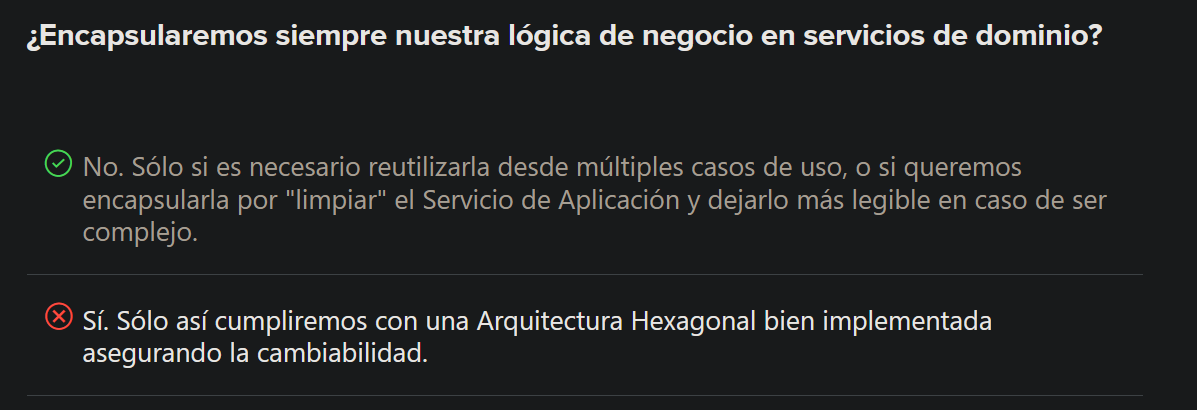 ¿Encapsularemos siempre nuestra lógica de negocio en servicios de dominio?
No. Sólo si es necesario reutilizarla desde múltiples casos de uso, o si queremos
encapsularla por "limpiar" el Servicio de Aplicación y dejarlo más legible en caso de ser
complejo.
Sí. Sólo así cumpliremos con una Arquitectura Hexagonal bien implementada
asegurando la cambiabilidad.